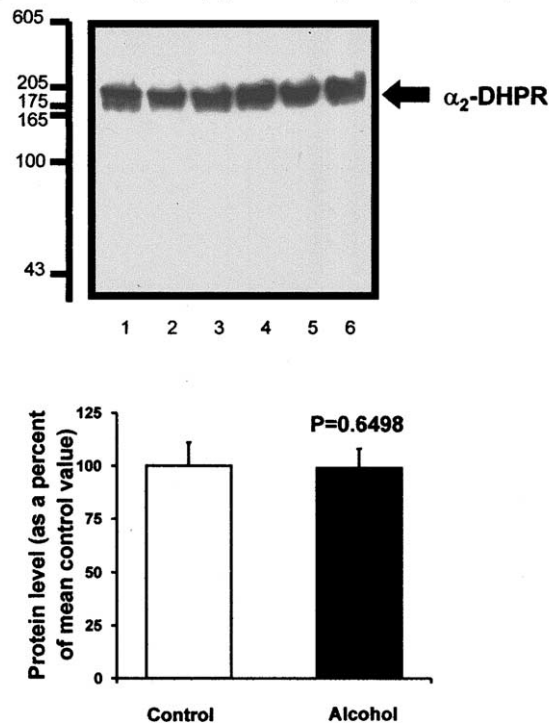 605
205
175
165
100
43
α₂-DHPR
1 2 3 4 5 6
Protein level (as a percent
of mean control value)
125
100
75
50
25
0
P=0.6498
Control Alcohol